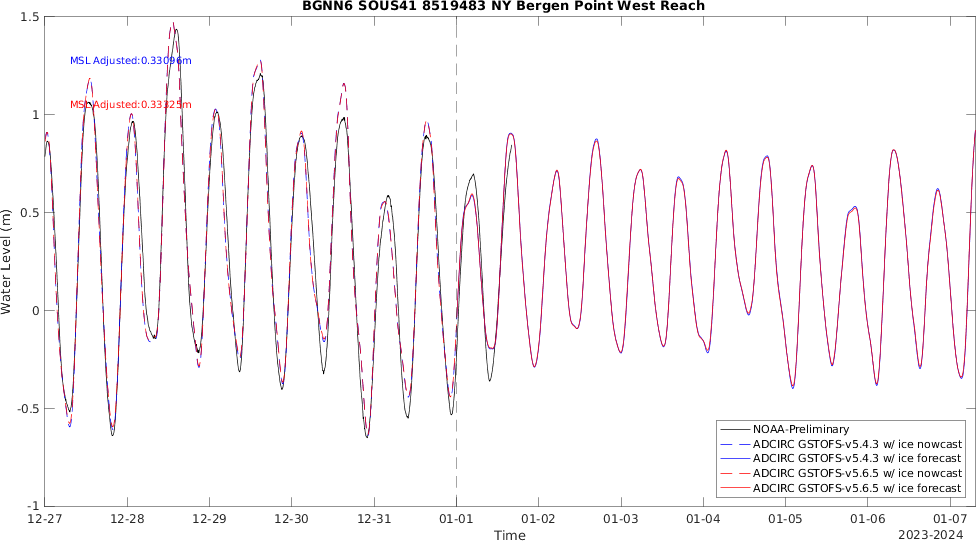 BGNN6 SOUS41 8519483 NY Bergen Point West Reach
1.5
MSL Adjusted:0.33096m
MSL Adjusted:0.33325m
1
0.5
Water Level (m)
0
-0.5
NOAA-Preliminary
ADCIRC GSTOFS-v5.4.3 w/ ice nowcast
ADCIRC GSTOFS-v5.4.3 w/ ice forecast
ADCIRC GSTOFS-v5.6.5 w/ ice nowcast
ADCIRC GSTOFS-v5.6.5 w/ ice forecast
-1
12-27 12-28 12-29 12-30 12-31 01-01 01-02 01-03 01-04 01-05 01-06 01-07
Time
2023-2024